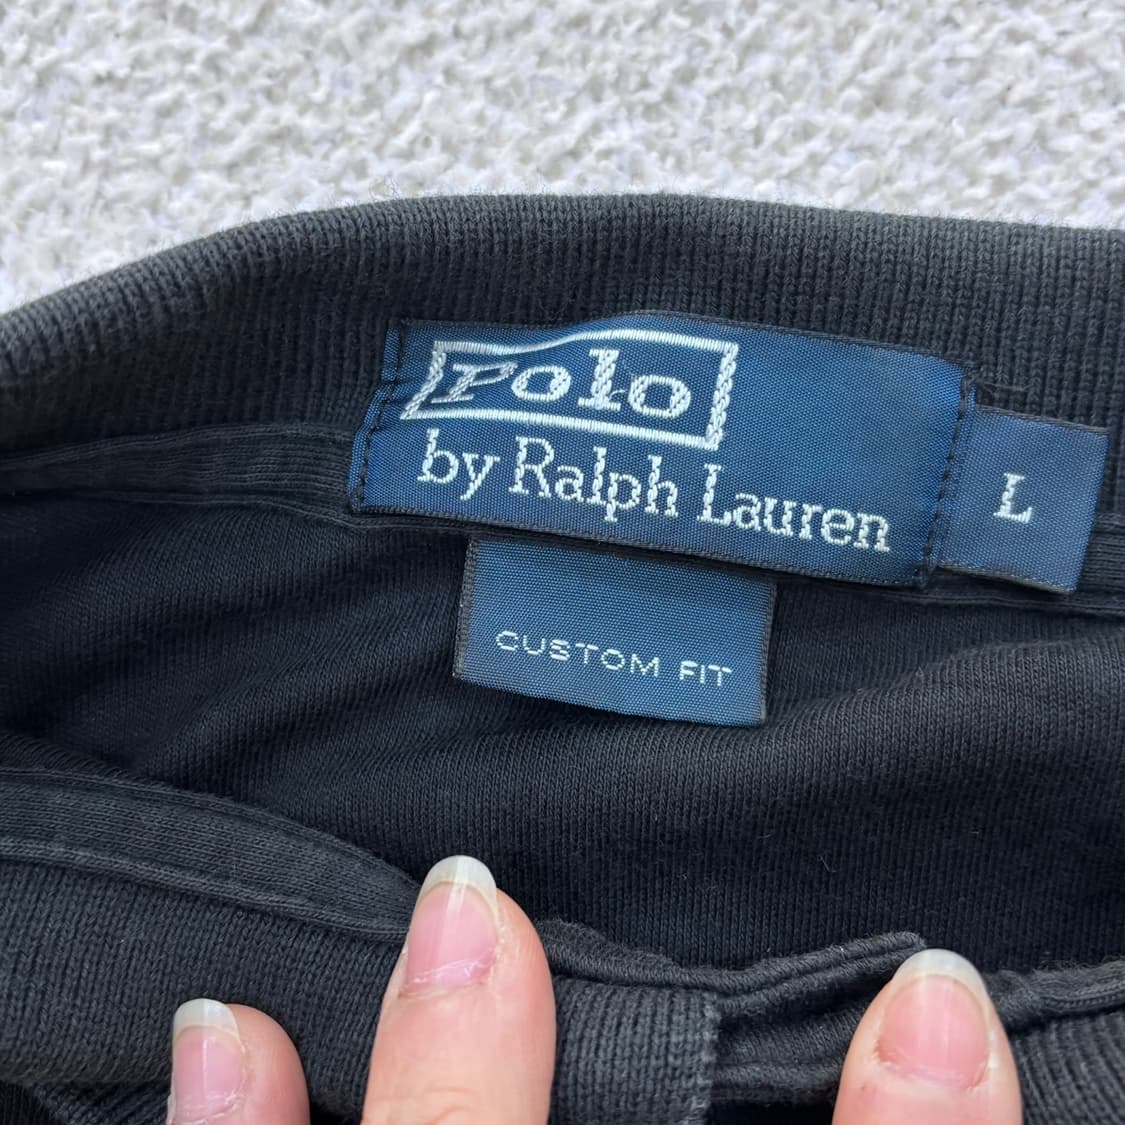 Polo
by Ralph Lauren
L
CUSTOM FIT